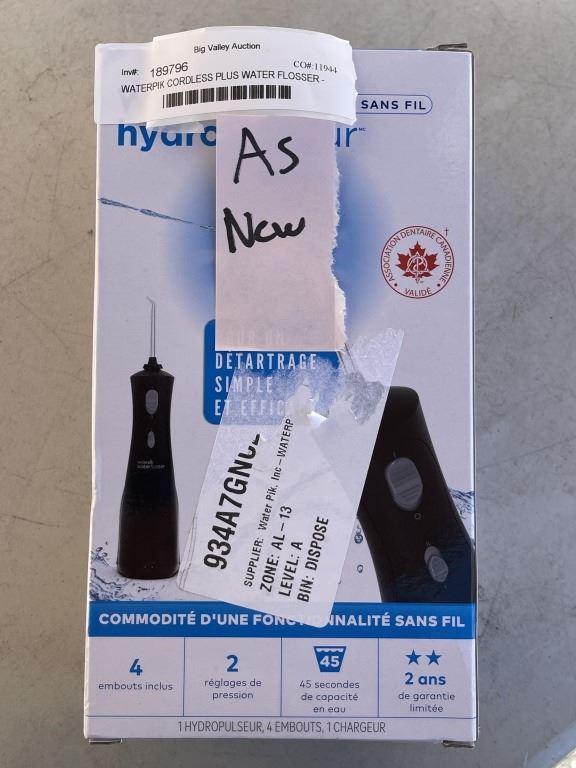 Big Valley Auction
Inv#: 189796 CO#:11944
WATERPIK CORDLESS PLUS WATER FLOSSER -
SANS FIL
As
New
ASSOCIATION DENTAIRE CANADIENNE
VALIDÉ
DÉTARTRAGE
SIMPLE
SUPPLIER: Water Pik, Inc - WATERP
ZONE: AL-13
LEVEL: A
BIN: DISPOSE
waterflosser
COMMODITÉ D'UNE SANS FIL
4
embouts inclus
2
réglages de
pression
45
45 secondes
de capacité
en eau
2 ans
de garantie
limitée
1 HYDROPULSEUR, 4 EMBOUTS, 1 CHARGEUR